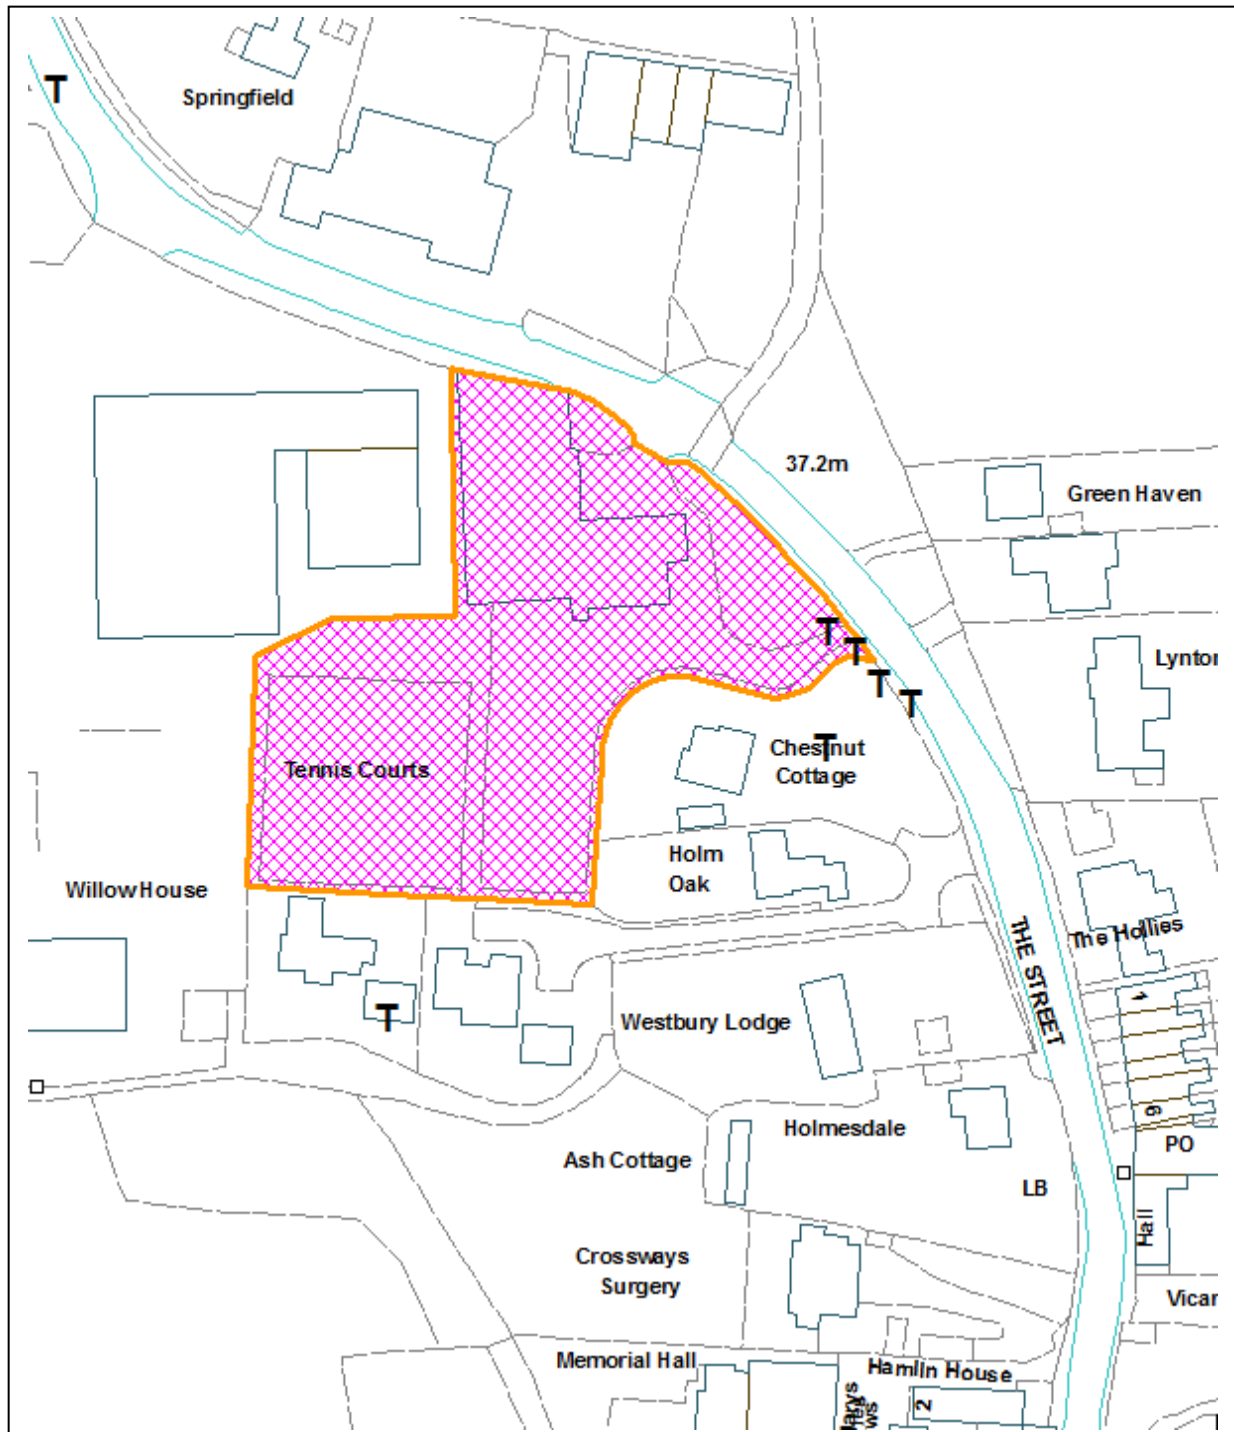 T
Springfield
37.2m
Green Haven
T
T
Lynton
T
T
T
Chestnut
Cottage
Tennis Courts
Holm
Oak
Willow House
The Hollies
THE STREET
1
T
Westbury Lodge
6
Holmesdale
PO
Ash Cottage
LB
Hall
Crossways
Surgery
Vicar
Memorial Hall
Hamlin House
2